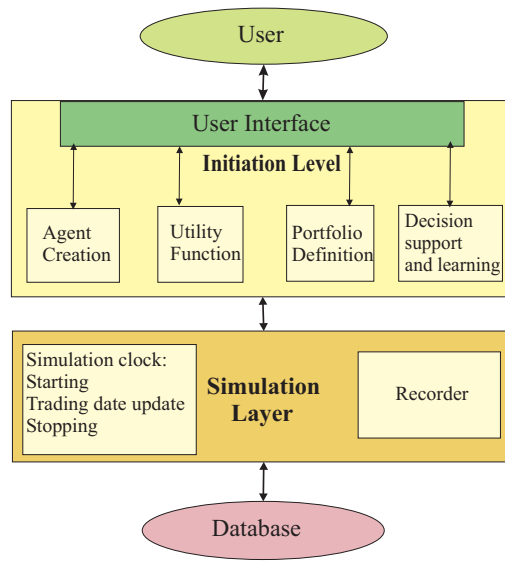 User
User Interface
Initiation Level
Agent
Creation
Utility
Function
Portfolio
Definition
Decision
support
and learning
Simulation clock:
Starting
Trading date update
Stopping
Simulation
Layer
Recorder
Database